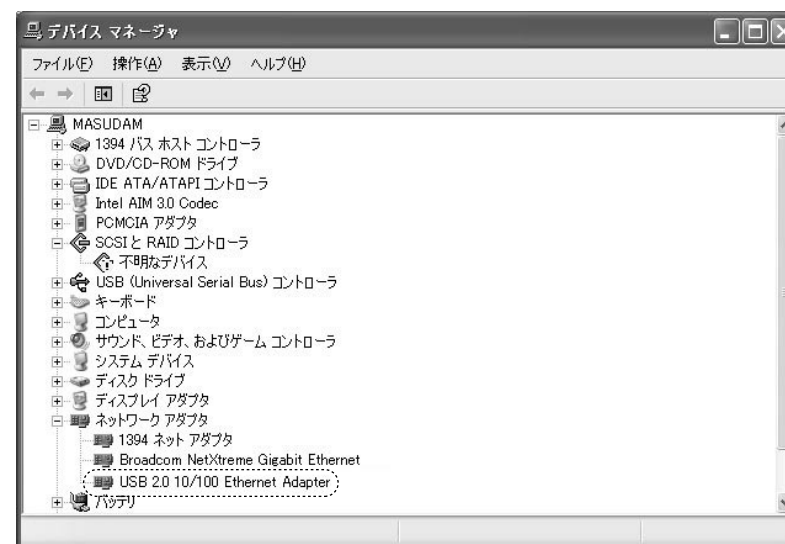 デバイス マネージャ
ファイル(F) 操作(A) 表示(V) ヘルプ(H)
MASUDAM
1394 バス ホスト コントローラ
DVD/CD-ROM ドライブ
IDE ATA/ATAPI コントローラ
Intel AIM 3.0 Codec
PCMCIA アダプタ
SCSI と RAID コントローラ
不明なデバイス
USB (Universal Serial Bus) コントローラ
キーボード
コンピュータ
サウンド、ビデオ、およびゲーム コントローラ
システム デバイス
ディスク ドライブ
ディスプレイ アダプタ
ネットワーク アダプタ
1394 ネット アダプタ
Broadcom NetXtreme Gigabit Ethernet
USB 2.0 10/100 Ethernet Adapter
バッテリ